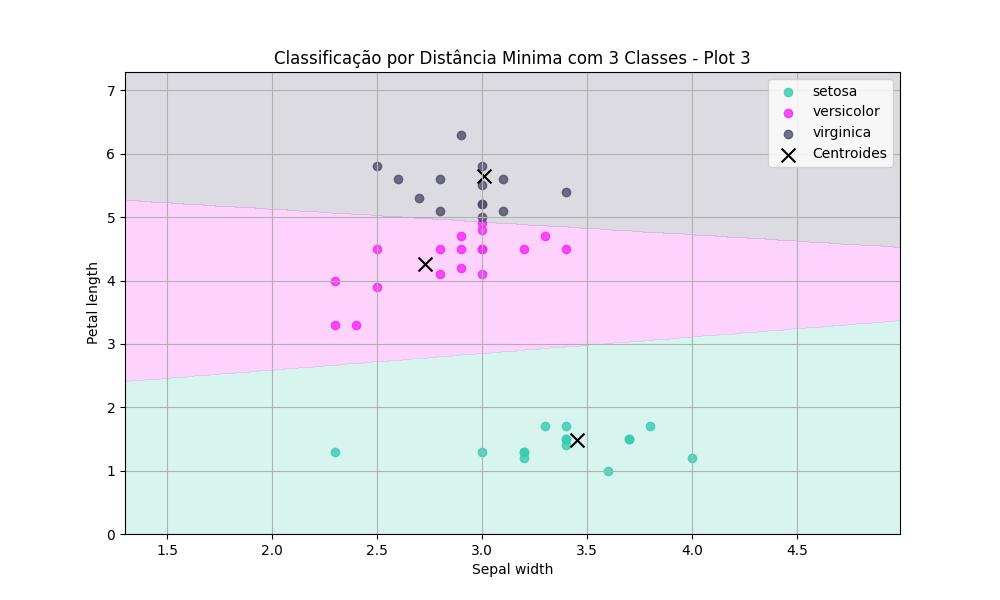 Classificação por Distância Minima com 3 Classes - Plot 3
setosa
versicolor
virginica
Centroides
Petal length
7
6
5
4
3
2
1
0
1.5 2.0 2.5 3.0 3.5 4.0 4.5
Sepal width